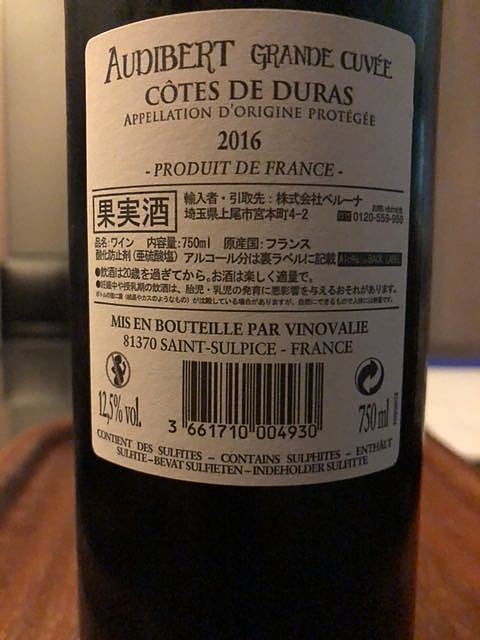 AUDIBERT GRANDE CUVÉE
CÔTES DE DURAS
APPELLATION D'ORIGINE PROTÉGÉE
2016
- PRODUIT DE FRANCE -
果実酒
輸入者・引取先：株式会社ベルーナ
埼玉県上尾市宮本町4-2
お問い合わせ先
0120-559-958
品名：ワイン 内容量：750ml 原産国：フランス
酸化防止剤（亜硫酸塩） アルコール分は裏ラベルに記載
●飲酒は20歳を過ぎてから。お酒は楽しく適量で。
●妊娠中や授乳期の飲酒は、胎児・乳児の発育に悪影響を与えるおそれがあります。
MIS EN BOUTEILLE PAR VINOVALIE
81370 SAINT-SULPICE - FRANCE
12,5% vol.
3 661710 004930
750 ml
CONTIENT DES SULFITES - CONTAINS SULPHITES - ENTHÄLT
SULFITE - BEVAT SULFIETEN - INDEHOLDER SULFITTE